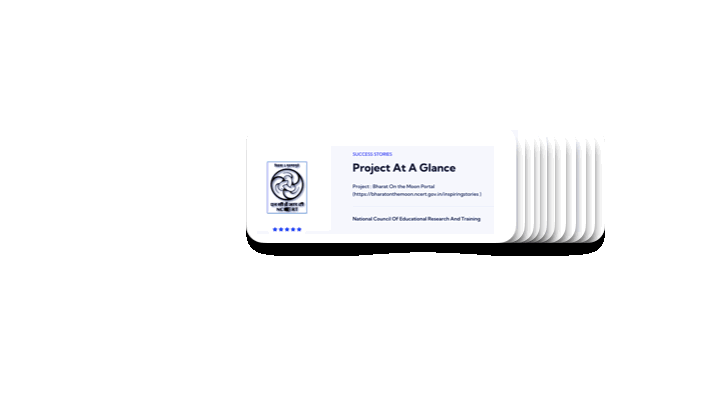 SUCCESS STORIES
Project At A Glance
Project : Bharat On the Moon Portal
(https://bharatonthemoon.ncert.gov.in/inspiringstories )
National Council Of Educational Research And Training